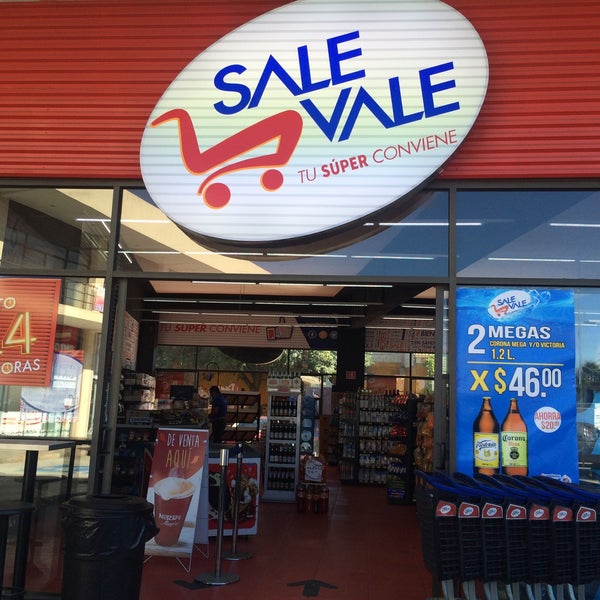 SALE
VALE
TU SÚPER CONVIENE
24
HORAS
TU SÚPER CONVIENE
DE VENTA
AQUÍ
NESCAFÉ
SALE
VALE
2 MEGAS
CORONA MEGA Y/O VICTORIA
1.2 L.
X $46.00
AHORRA
Victoria
Corona